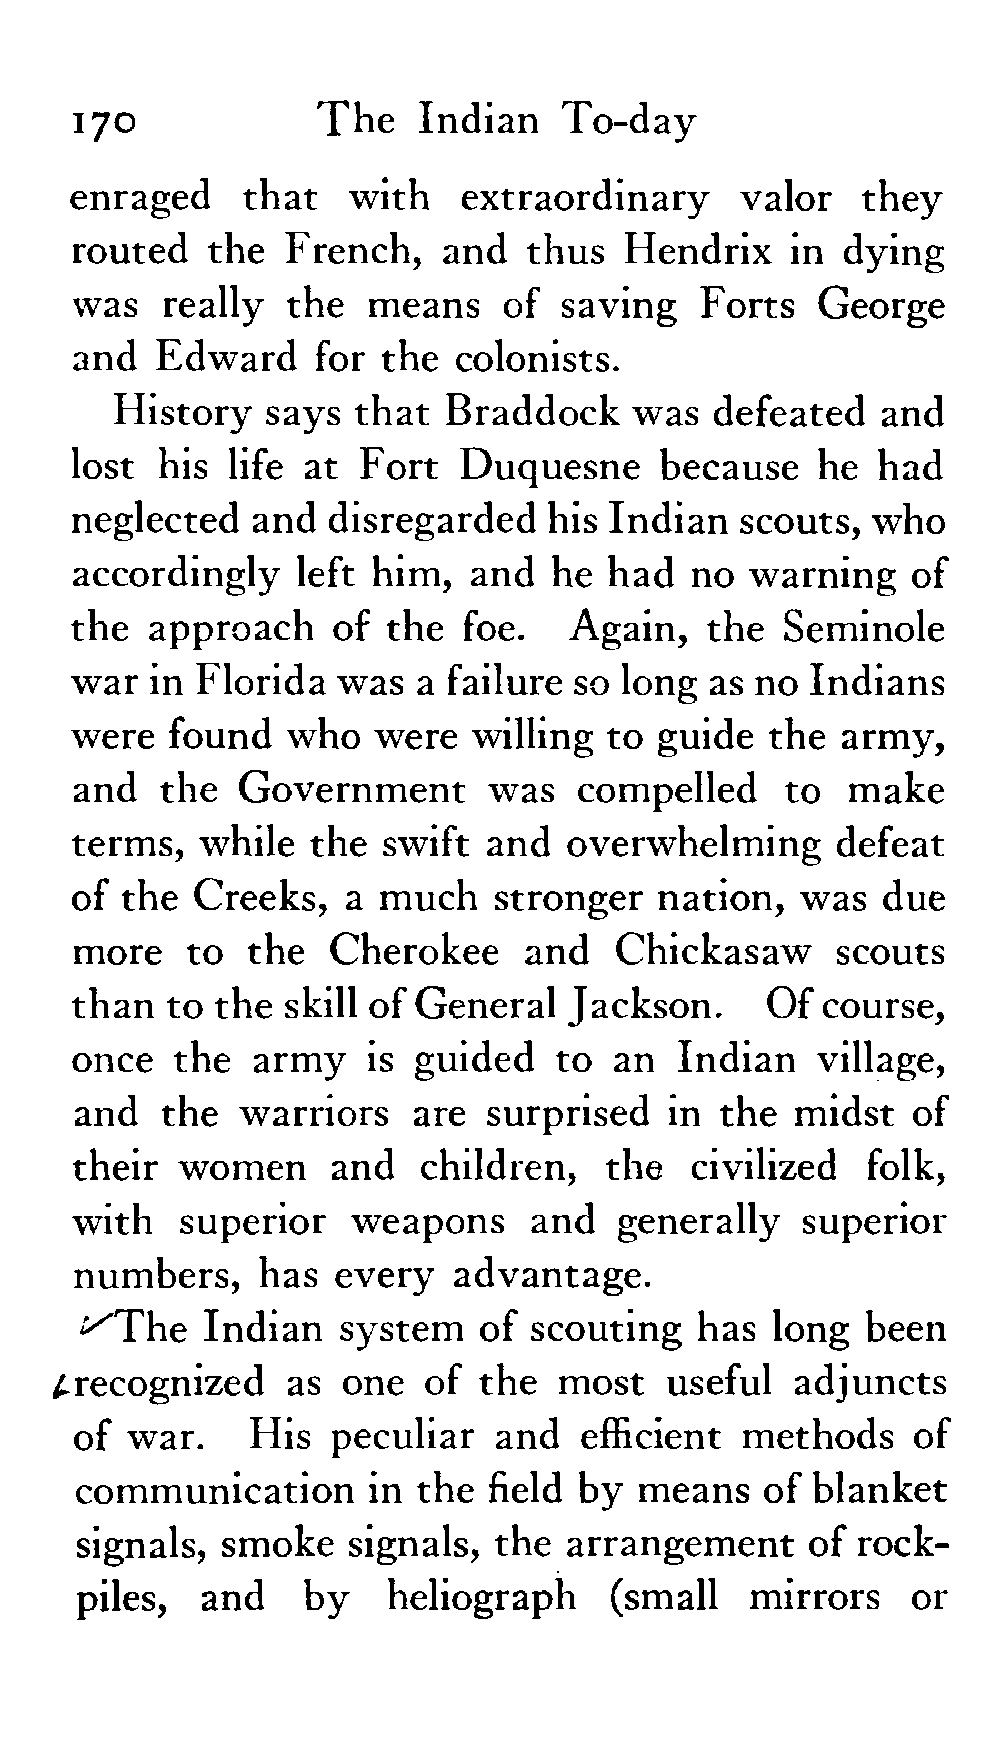 170 The Indian To-day
enraged that with extraordinary valor they
routed the French, and thus Hendrix in dying
was really the means of saving Forts George
and Edward for the colonists.
History says that Braddock was defeated and
lost his life at Fort Duquesne because he had
neglected and disregarded his Indian scouts, who
accordingly left him, and he had no warning of
the approach of the foe. Again, the Seminole
war in Florida was a failure so long as no Indians
were found who were willing to guide the army,
and the Government was compelled to make
terms, while the swift and overwhelming defeat
of the Creeks, a much stronger nation, was due
more to the Cherokee and Chickasaw scouts
than to the skill of General Jackson. Of course,
once the army is guided to an Indian village,
and the warriors are surprised in the midst of
their women and children, the civilized folk,
with superior weapons and generally superior
numbers, has every advantage.
The Indian system of scouting has long been
recognized as one of the most useful adjuncts
of war. His peculiar and efficient methods of
communication in the field by means of blanket
signals, smoke signals, the arrangement of rock-
piles, and by heliograph (small mirrors or